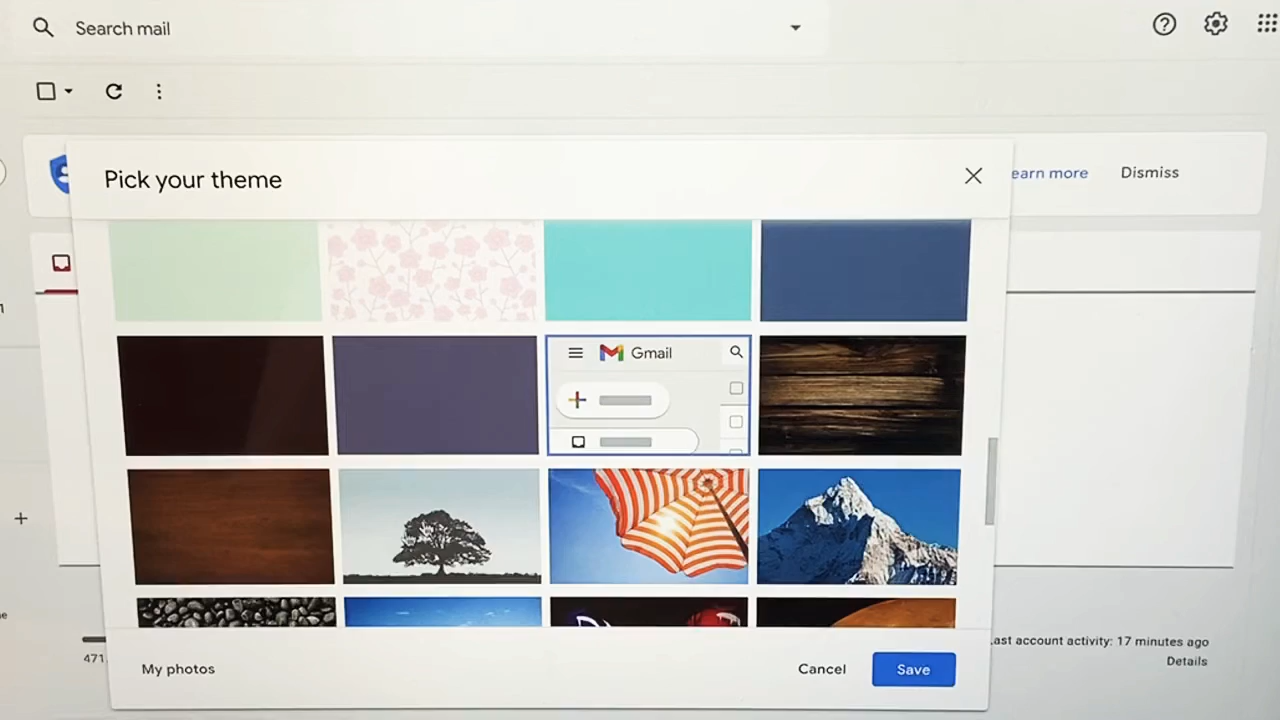 Search mail
earn more
Dismiss
Pick your theme
Gmail
471
ast account activity: 17 minutes ago
Details
My photos
Cancel
Save